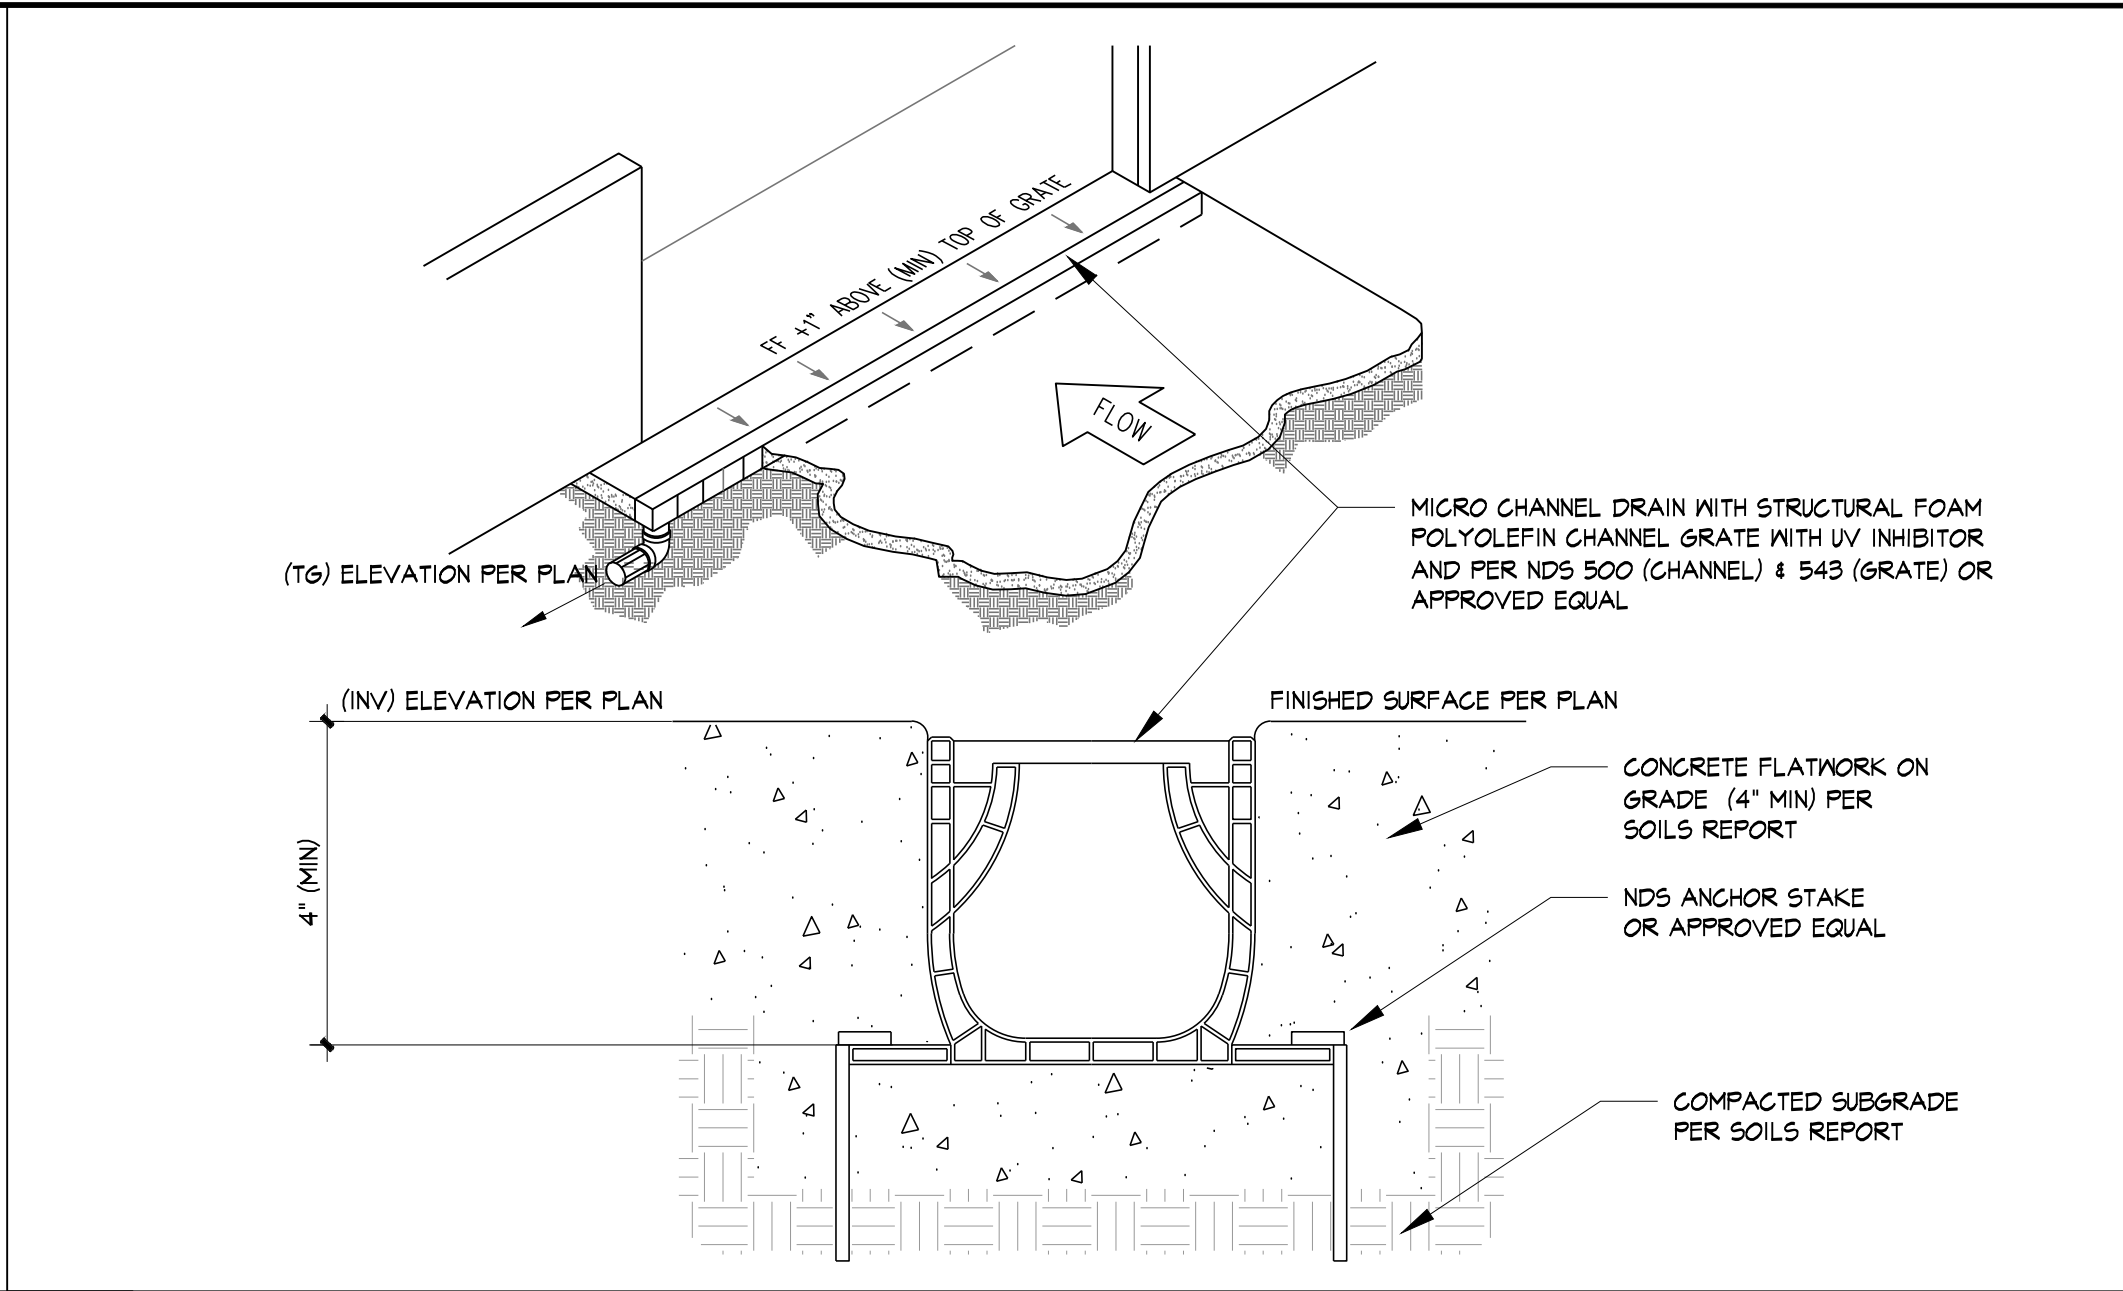 FF +1" ABOVE (MIN) TOP OF GRATE
FLOW
MICRO CHANNEL DRAIN WITH STRUCTURAL FOAM
POLYOLEFIN CHANNEL GRATE WITH UV INHIBITOR
AND PER NDS 500 (CHANNEL) & 543 (GRATE) OR
APPROVED EQUAL
(TG) ELEVATION PER PLAN
(INV) ELEVATION PER PLAN
FINISHED SURFACE PER PLAN
CONCRETE FLATWORK ON
GRADE (4" MIN) PER
SOILS REPORT
4" (MIN)
NDS ANCHOR STAKE
OR APPROVED EQUAL
COMPACTED SUBGRADE
PER SOILS REPORT